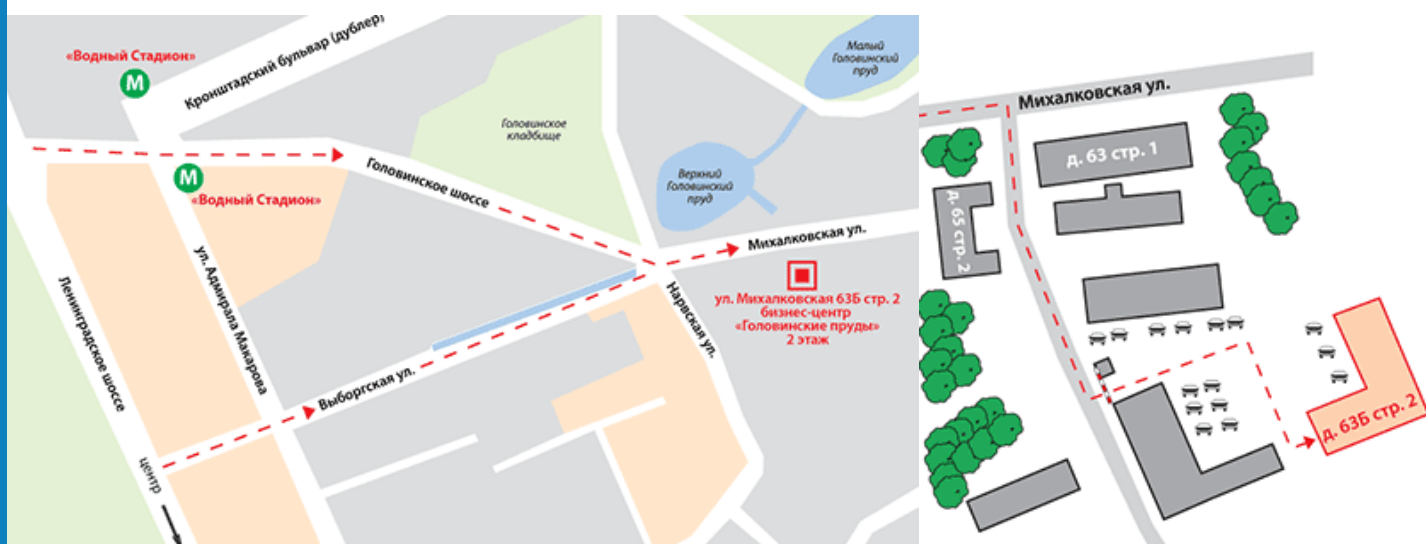 «Водный Стадион»
М
Кронштадский бульвар (дублер)
Малый
Головинский
пруд
Головинское
кладбище
М
«Водный Стадион»
Головинское шоссе
Верхний
Головинский
пруд
Михалковская ул.
ул. Михалковская 63Б стр. 2
бизнес-центр
«Головинские пруды»
2 этаж
Ленинградское шоссе
ул. Адмирала Макарова
Нарвская ул.
Выборгская ул.
центр
Михалковская ул.
д. 63 стр. 1
д. 65 стр. 2
д. 63Б стр. 2